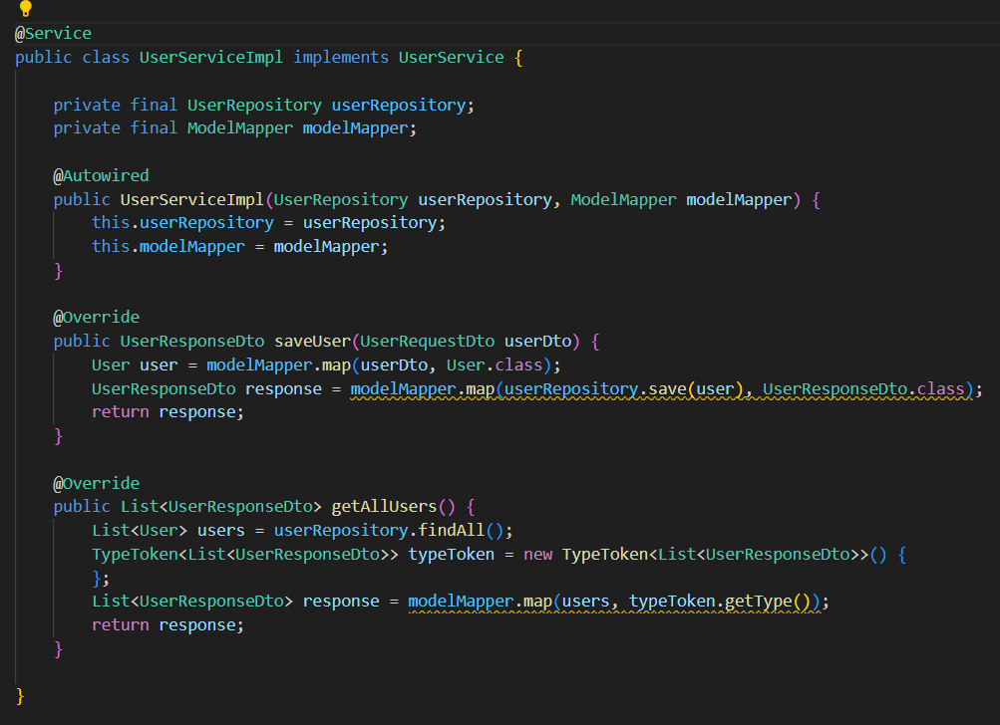 @Service
public class UserServiceImpl implements UserService {
private final UserRepository userRepository;
private final ModelMapper modelMapper;
@Autowired
public UserServiceImpl(UserRepository userRepository, ModelMapper modelMapper) {
this.userRepository = userRepository;
this.modelMapper = modelMapper;
}
@Override
public UserResponseDto saveUser(UserRequestDto userDto) {
User user = modelMapper.map(userDto, User.class);
UserResponseDto response = modelMapper.map(userRepository.save(user), UserResponseDto.class);
return response;
}
@Override
public List<UserResponseDto> getAllUsers() {
List<User> users = userRepository.findAll();
TypeToken<List<UserResponseDto>> typeToken = new TypeToken<List<UserResponseDto>>() {
};
List<UserResponseDto> response = modelMapper.map(users, typeToken.getType());
return response;
}
}